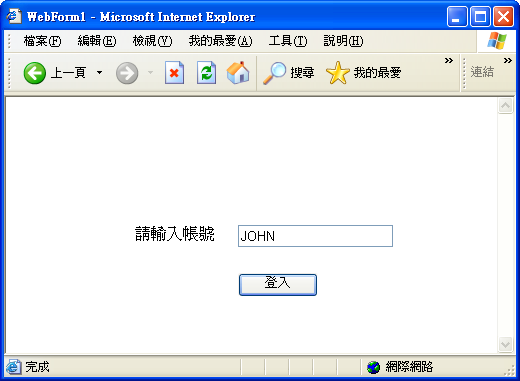 WebForm1 - Microsoft Internet Explorer
檔案(F) 編輯(E) 檢視(V) 我的最愛(A) 工具(T) 說明(H)
上一頁 搜尋 我的最愛 » 連結 »
請輸入帳號 JOHN
登入
完成 網際網路